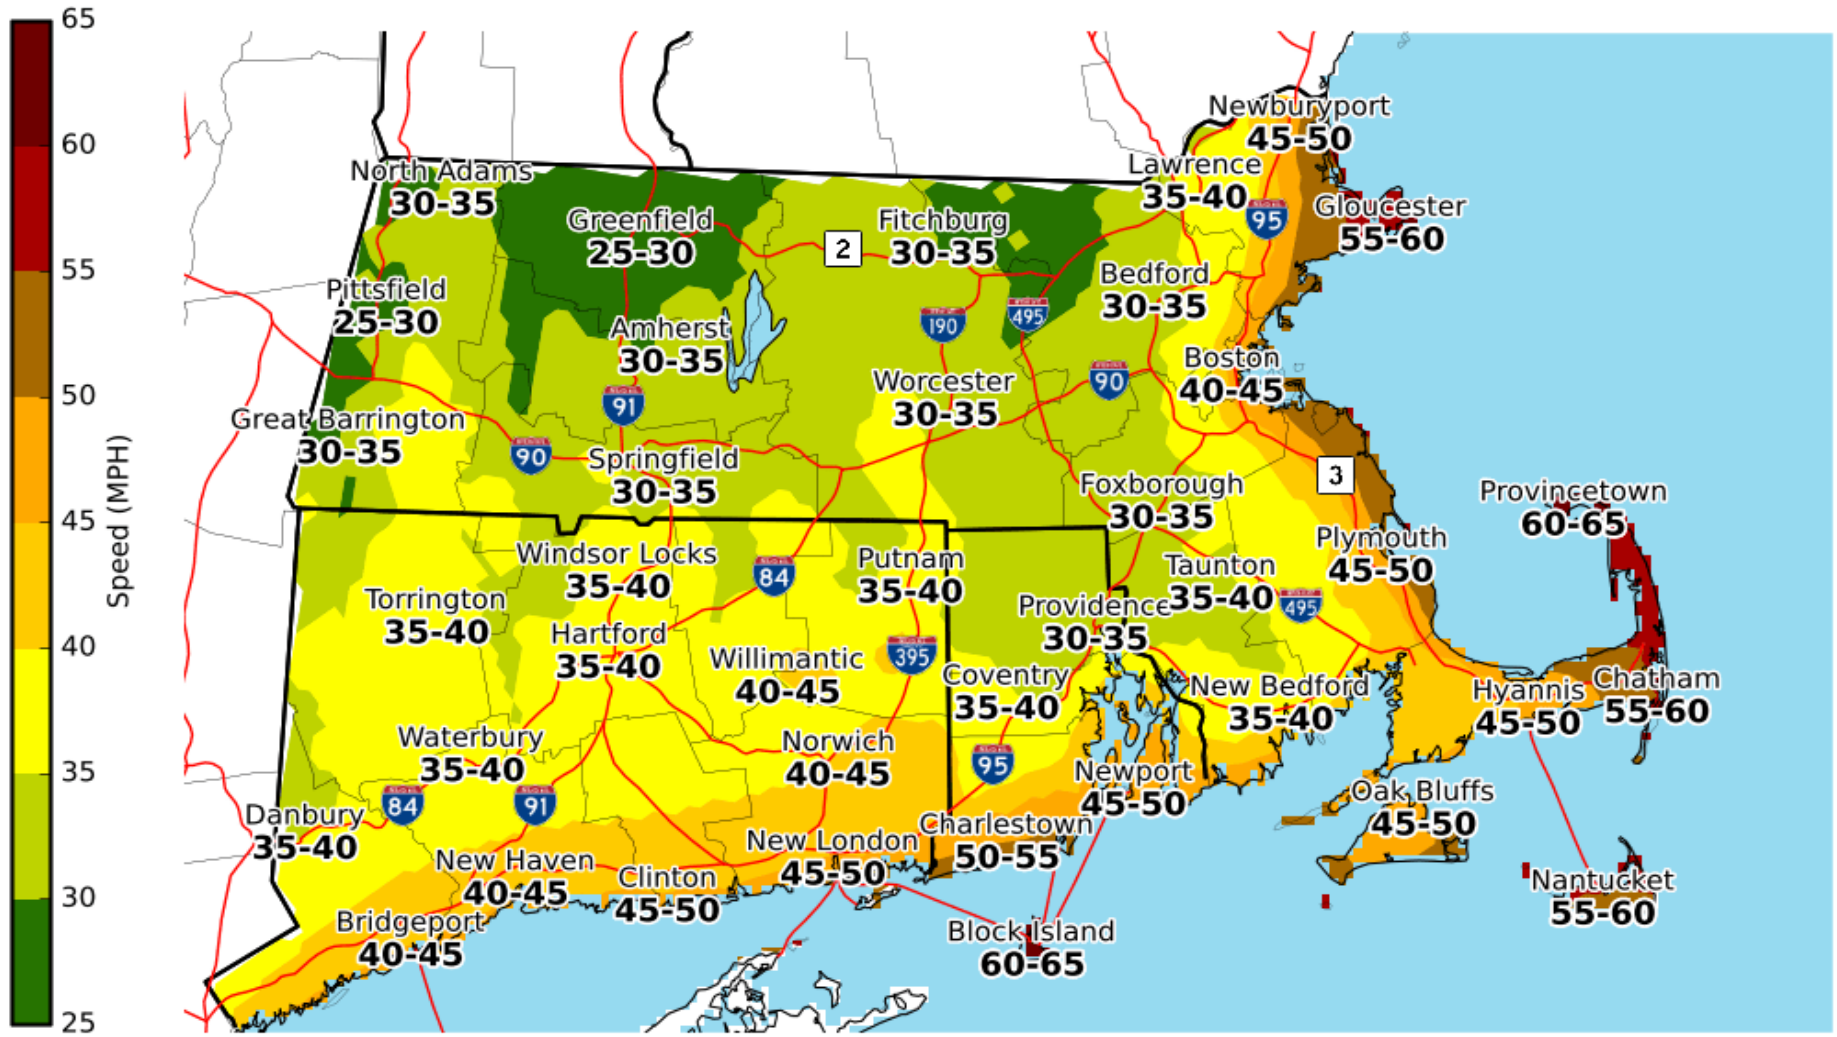 65
60
55
50
45
40
35
30
25
Speed (MPH)
Newburyport
45-50
Lawrence
35-40
North Adams
30-35
95
Gloucester
55-60
Greenfield
25-30
2
Fitchburg
30-35
Bedford
30-35
Pittsfield
25-30
Amherst
30-35
190
495
Boston
40-45
Worcester
30-35
90
91
Great Barrington
30-35
90
Springfield
30-35
3
Foxborough
30-35
Provincetown
60-65
Windsor Locks
35-40
84
Putnam
35-40
Plymouth
45-50
Taunton
35-40
495
Torrington
35-40
Providence
30-35
Hartford
35-40
395
Willimantic
40-45
Coventry
35-40
New Bedford
35-40
Hyannis
45-50
Chatham
55-60
Waterbury
35-40
Norwich
40-45
95
Newport
45-50
84
91
Oak Bluffs
45-50
Danbury
35-40
Charlestown
50-55
New London
45-50
New Haven
40-45
Clinton
45-50
Nantucket
55-60
Bridgeport
40-45
Block Island
60-65